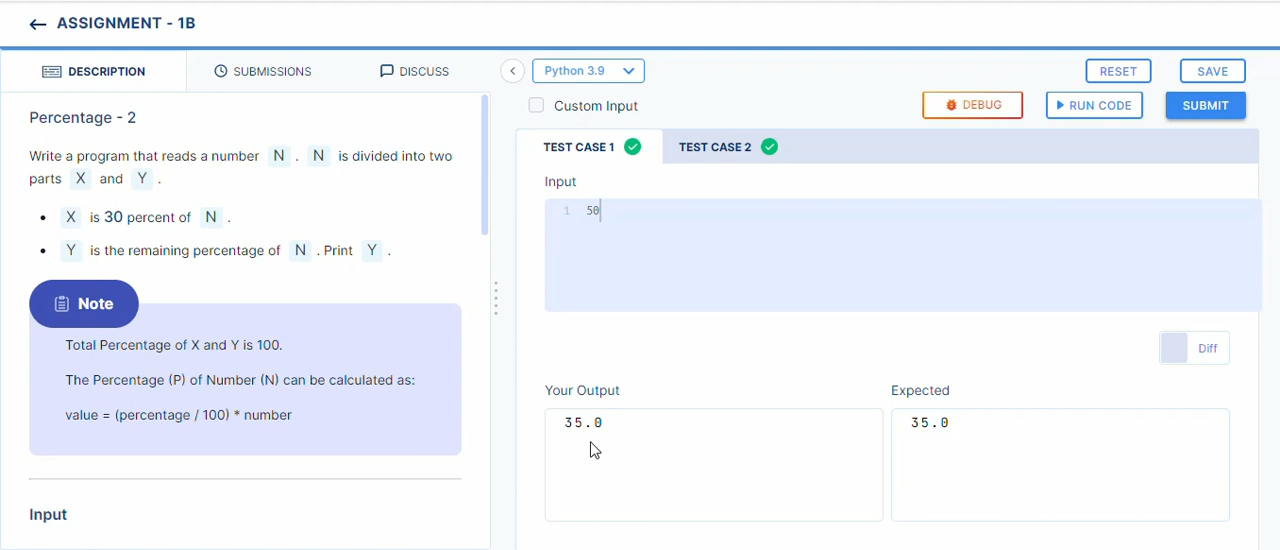 ASSIGNMENT - 1B
DESCRIPTION
SUBMISSIONS
DISCUSS
Percentage - 2
Write a program that reads a number N . N is divided into two
parts X and Y .
X is 30 percent of N .
Y is the remaining percentage of N . Print Y .
Note
Total Percentage of X and Y is 100.
The Percentage (P) of Number (N) can be calculated as:
value = (percentage / 100) * number
Input
Python 3.9
RESET
SAVE
Custom Input
DEBUG
RUN CODE
SUBMIT
TEST CASE 1
TEST CASE 2
Input
1 50
Diff
Your Output
Expected
35.0
35.0